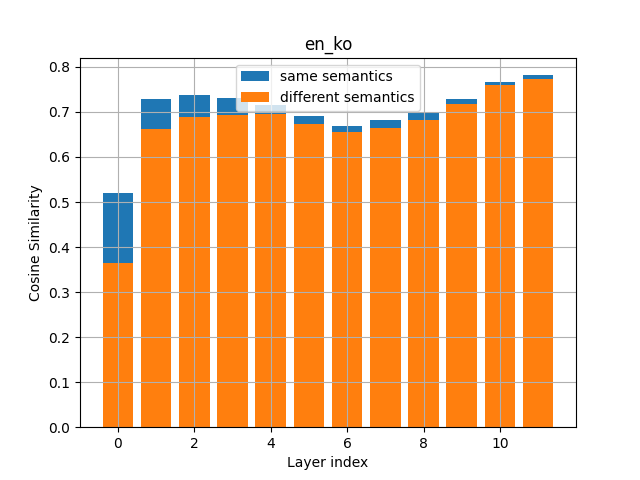 en_ko
same semantics
different semantics
Cosine Similarity
0.8
0.7
0.6
0.5
0.4
0.3
0.2
0.1
0.0
0 2 4 6 8 10
Layer index